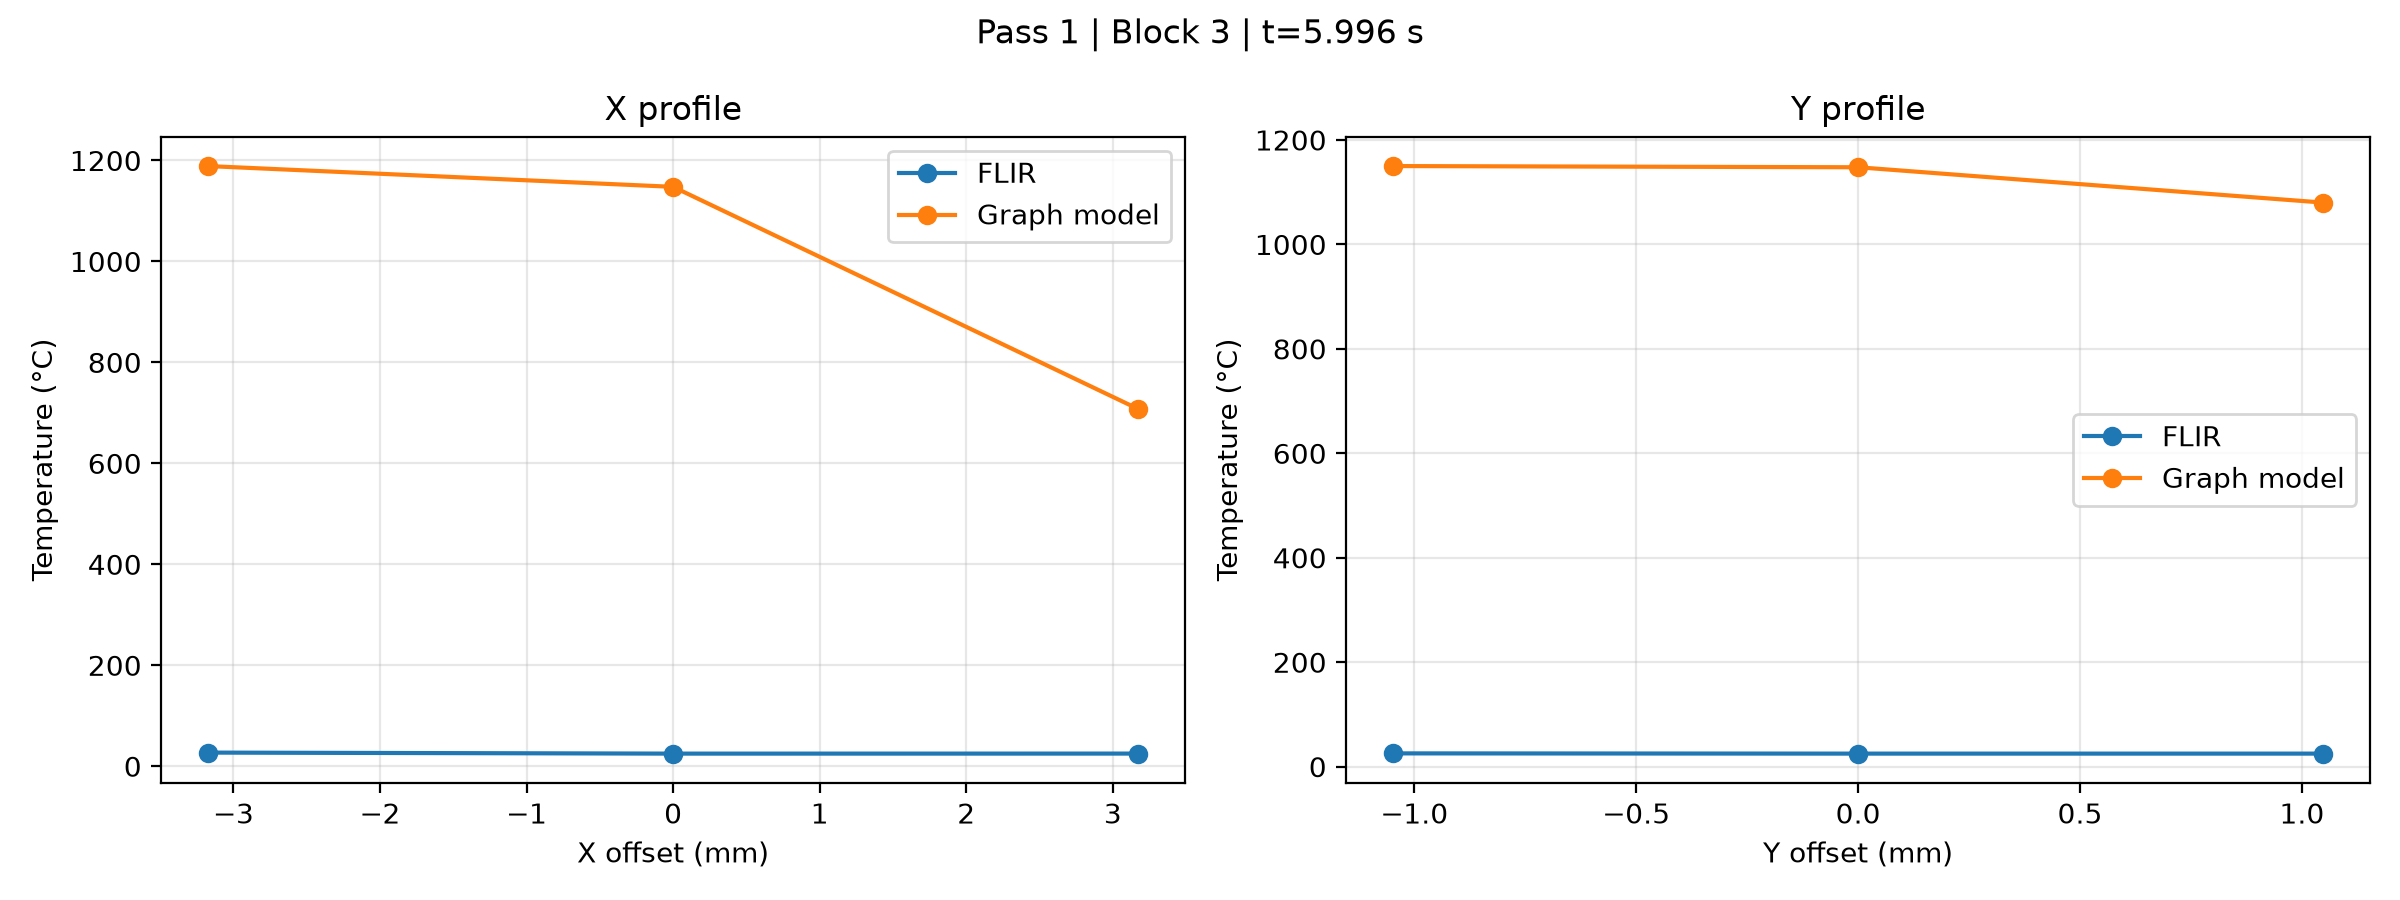 Pass 1 | Block 3 | t=5.996 s
X profile
1200
1000
800
600
400
200
0
Temperature (°C)
−3 −2 −1 0 1 2 3
X offset (mm)
FLIR
Graph model
Y profile
1200
1000
800
600
400
200
0
Temperature (°C)
−1.0 −0.5 0.0 0.5 1.0
Y offset (mm)
FLIR
Graph model